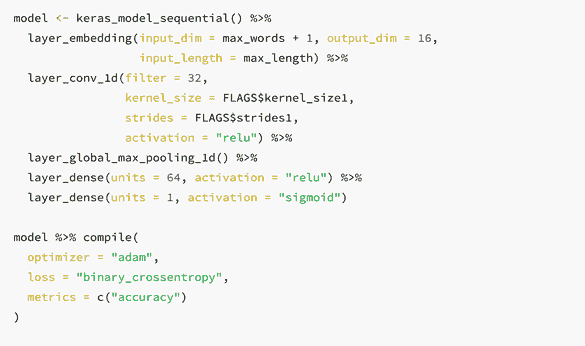 model <- keras_model_sequential() %>%
  layer_embedding(input_dim = max_words + 1, output_dim = 16,
                  input_length = max_length) %>%
  layer_conv_1d(filter = 32,
                kernel_size = FLAGS$kernel_size1,
                strides = FLAGS$strides1,
                activation = "relu") %>%
  layer_global_max_pooling_1d() %>%
  layer_dense(units = 64, activation = "relu") %>%
  layer_dense(units = 1, activation = "sigmoid")

model %>% compile(
  optimizer = "adam",
  loss = "binary_crossentropy",
  metrics = c("accuracy")
)